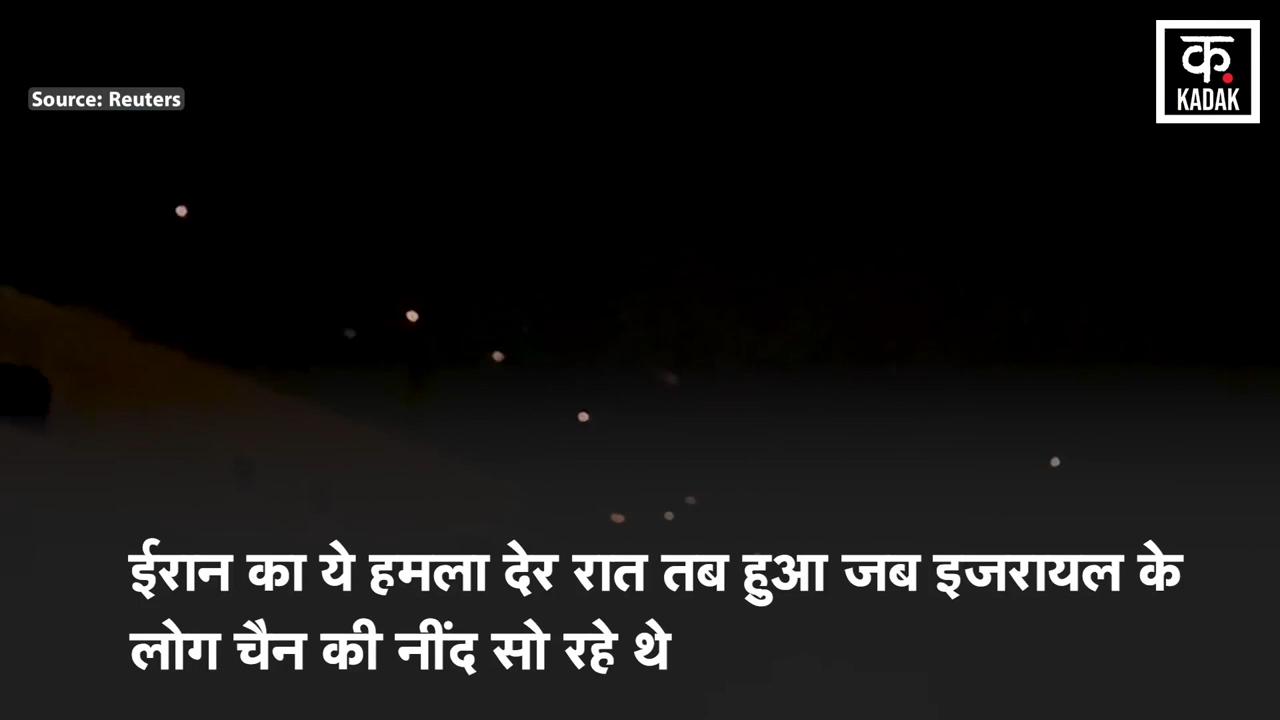 क.
KADAK
Source: Reuters
ईरान का ये हमला देर रात तब हुआ जब इजरायल के
लोग चैन की नींद सो रहे थे